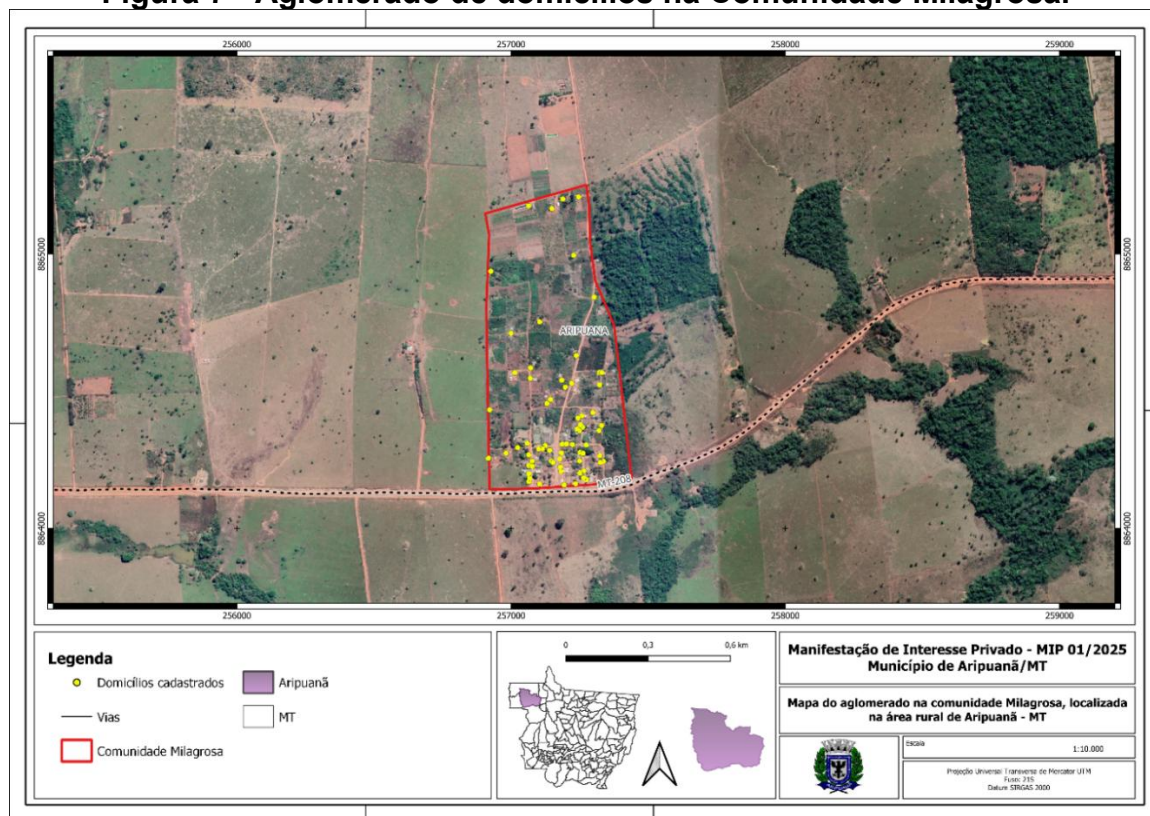 Figura 7 - Aglomerado de domicílios na Comunidade Milagrosa.
256000
257000
258000
259000
8865000
8865000
ARIPUANA
MT-208
8864000
8864000
256000
257000
258000
259000
Legenda
Domicílios cadastrados
Aripuanã
Vias
MT
Comunidade Milagrosa
0
0,3
0,6 km
Manifestação de Interesse Privado - MIP 01/2025
Município de Aripuanã/MT
Mapa do aglomerado na comunidade Milagrosa, localizada
na área rural de Aripuanã - MT
Escala
1:10.000
Projeção Universal Transversa de Mercator UTM
Fuso: 21S
Datum SIRGAS 2000